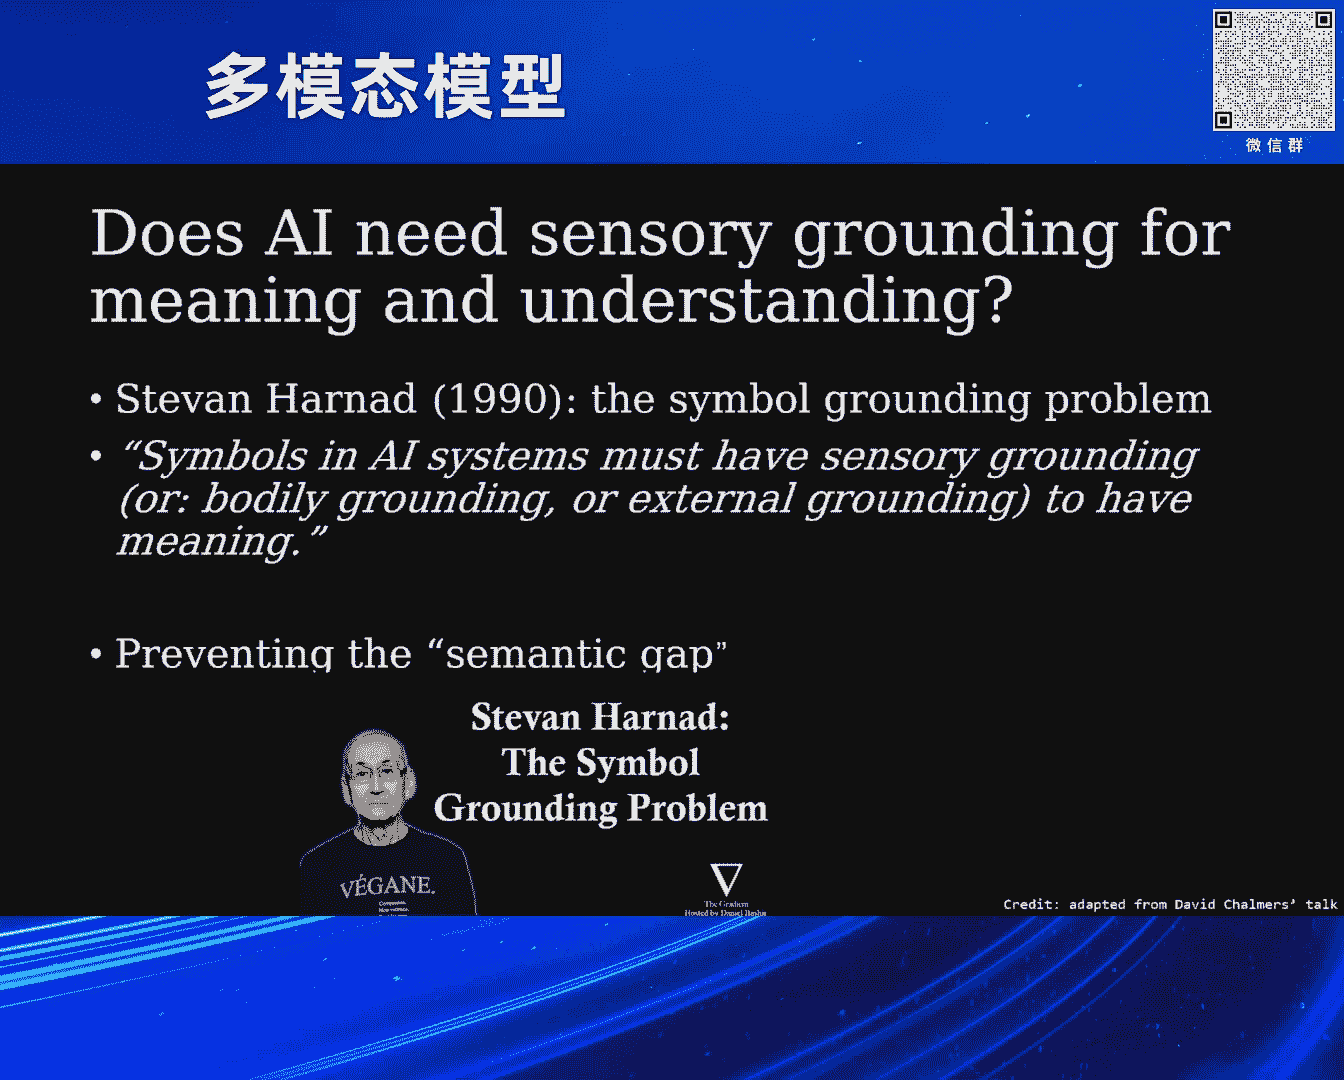 多模态模型
微信群
Does AI need sensory grounding for
meaning and understanding?
• Stevan Harnad (1990): the symbol grounding problem
• “Symbols in AI systems must have sensory grounding
(or: bodily grounding, or external grounding) to have
meaning.”
• Preventing the “semantic gap”
Stevan Harnad:
The Symbol
Grounding Problem
VÉGANE.
The Gradient
Hosted by Daniel Bashir
Credit: adapted from David Chalmers’ talk